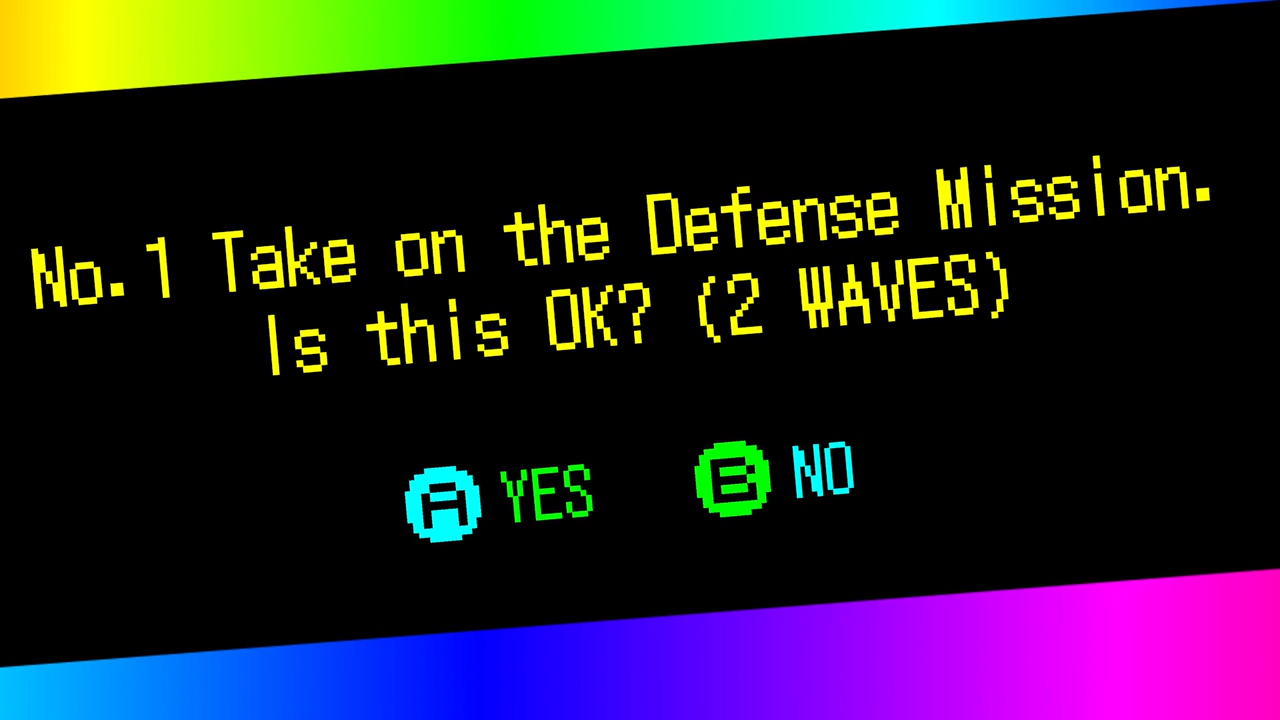 No.1 Take on the Defense Mission.
Is this OK? (2 WAVES)
A YES B NO